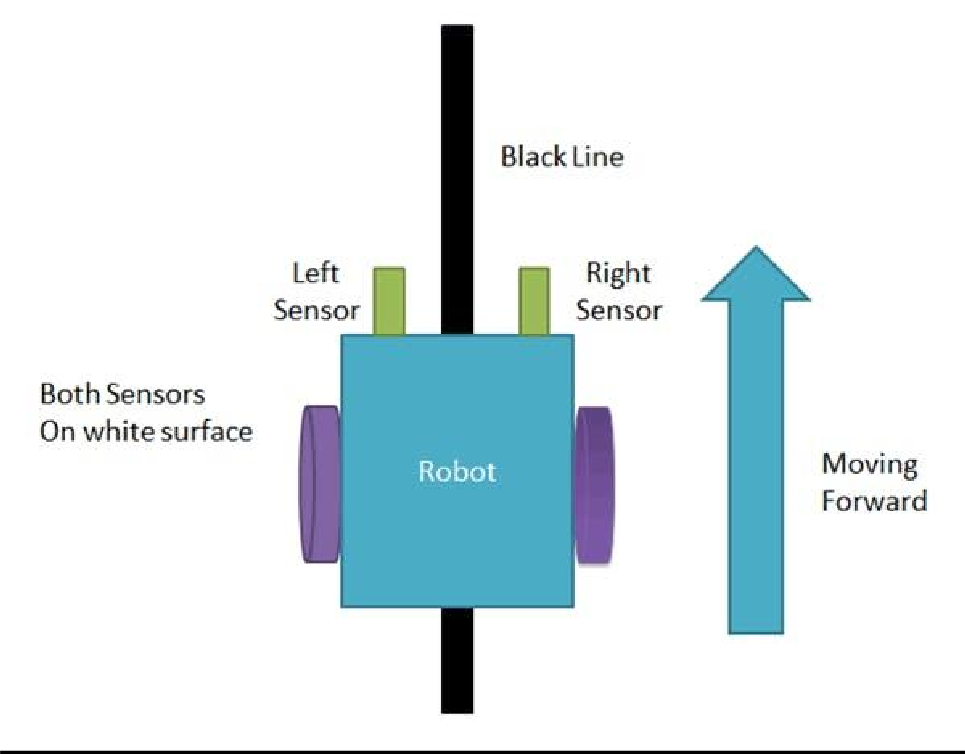 Black Line
Left
Sensor
Right
Sensor
Both Sensors
On white surface
Robot
Moving
Forward